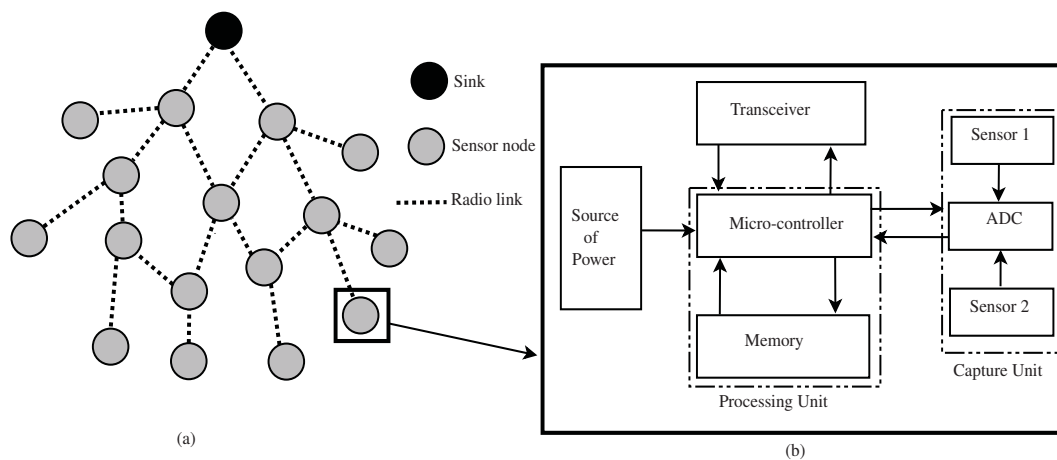 Sink
Sensor node
Radio link
(a)
Transceiver
Source
of
Power
Micro-controller
Memory
Processing Unit
Sensor 1
ADC
Sensor 2
Capture Unit
(b)